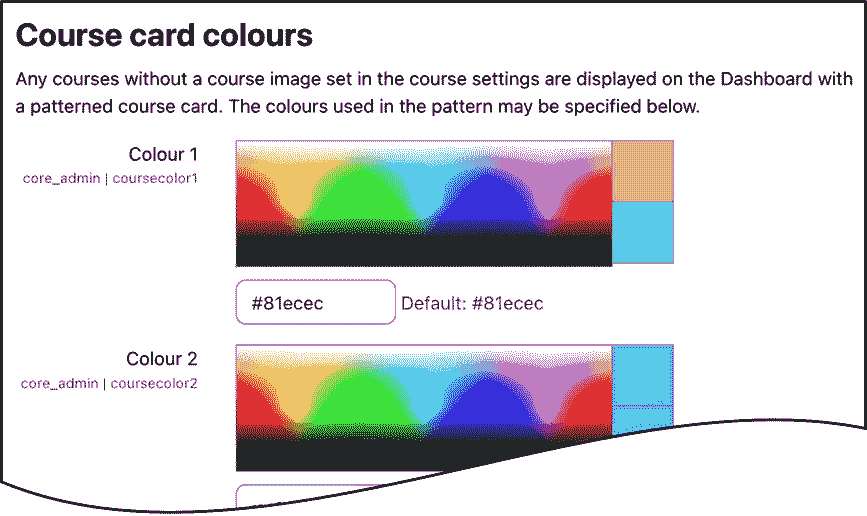 Course card colours
Any courses without a course image set in the course settings are displayed on the Dashboard with
a patterned course card. The colours used in the pattern may be specified below.
Colour 1
core_admin | coursecolor1
#81ecec
Default: #81ecec
Colour 2
core_admin | coursecolor2